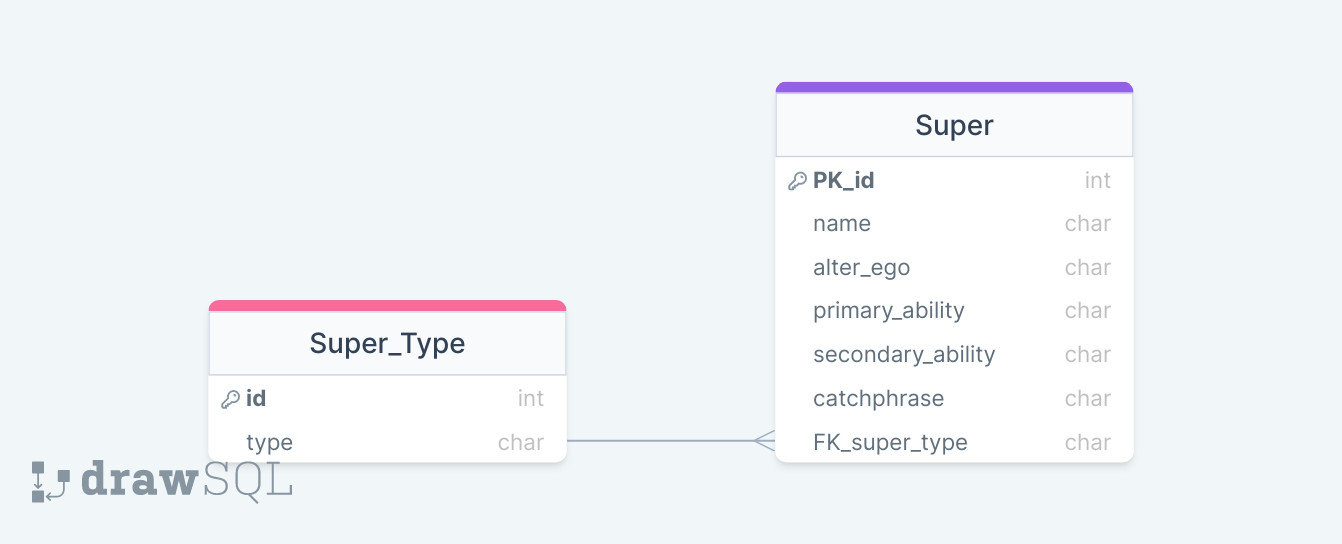 Super
PK_id int
name char
alter_ego char
primary_ability char
secondary_ability char
catchphrase char
FK_super_type char
Super_Type
id int
type char
drawSQL